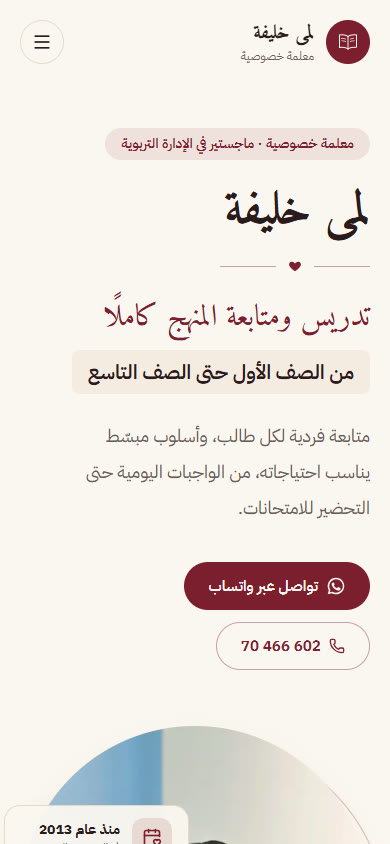 لمى خليفة
معلمة خصوصية
معلمة خصوصية · ماجستير في الإدارة التربوية
لمى خليفة
تدريس ومتابعة المنهج كاملًا
من الصف الأول حتى الصف التاسع
متابعة فردية لكل طالب، وأسلوب مبسّط
يناسب احتياجاته، من الواجبات اليومية حتى
التحضير للامتحانات.
تواصل عبر واتساب
70 466 602
منذ عام 2013